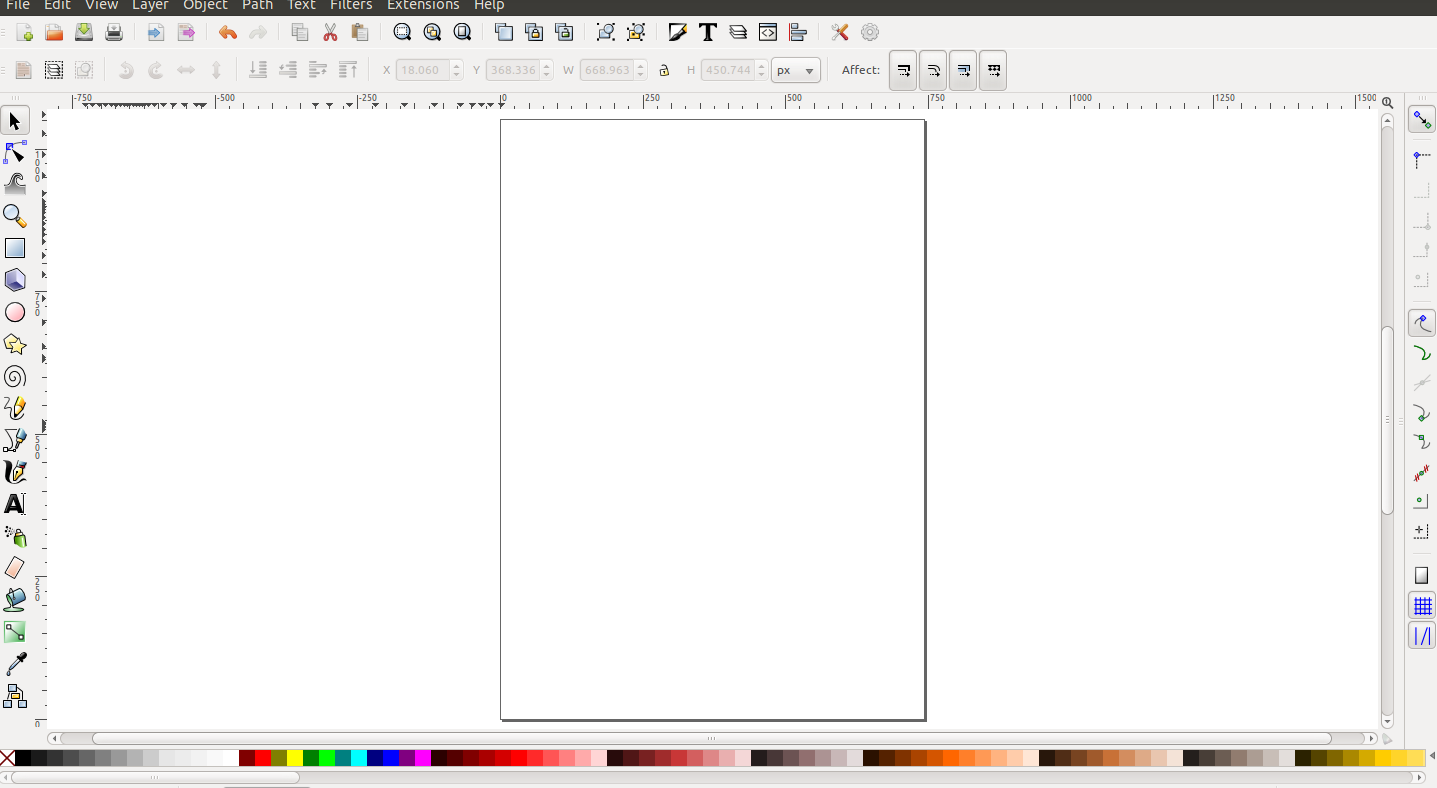 File Edit View Layer Object Path Text Filters Extensions Help
X 18.060 Y 368.336 W 668.963 H 450.744 px Affect:
-750 -500 -250 0 250 500 750 1000 1250 1500
1000
750
500
250
0